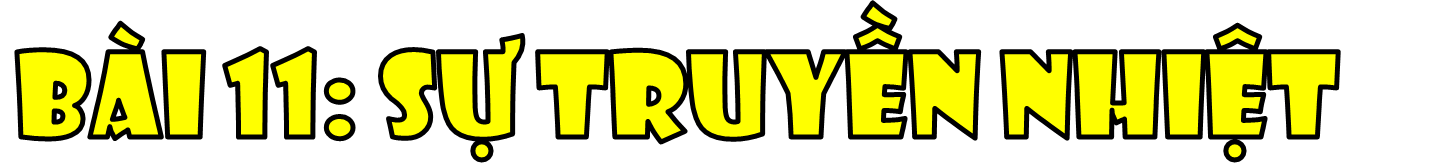 BÀI 11: SỰ TRUYỀN NHIỆT